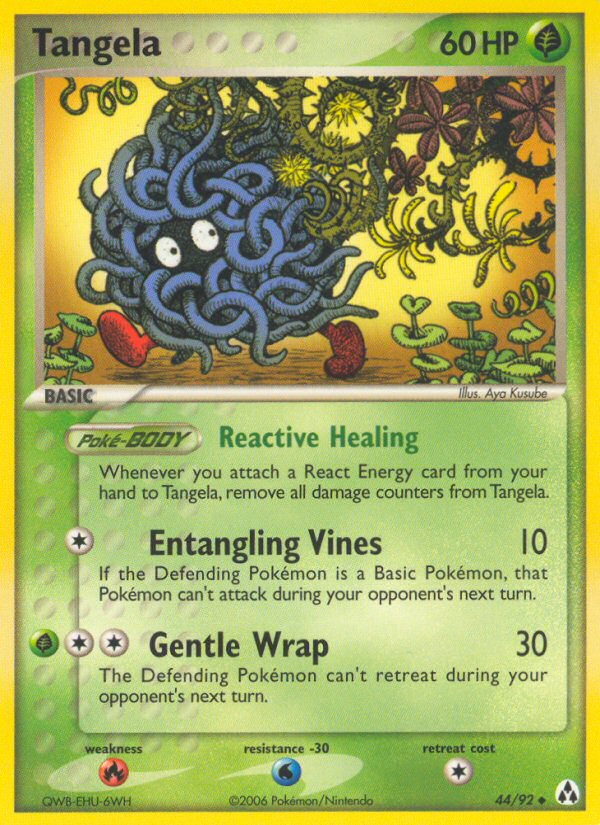 Tangela 60 HP
BASIC
Illus. Aya Kusube
Poké-BODY Reactive Healing
Whenever you attach a React Energy card from your
hand to Tangela, remove all damage counters from Tangela.
Entangling Vines 10
If the Defending Pokémon is a Basic Pokémon, that
Pokémon can't attack during your opponent's next turn.
Gentle Wrap 30
The Defending Pokémon can't retreat during your
opponent's next turn.
weakness resistance -30 retreat cost
QWB-EHU-6WH ©2006 Pokémon/Nintendo 44/92